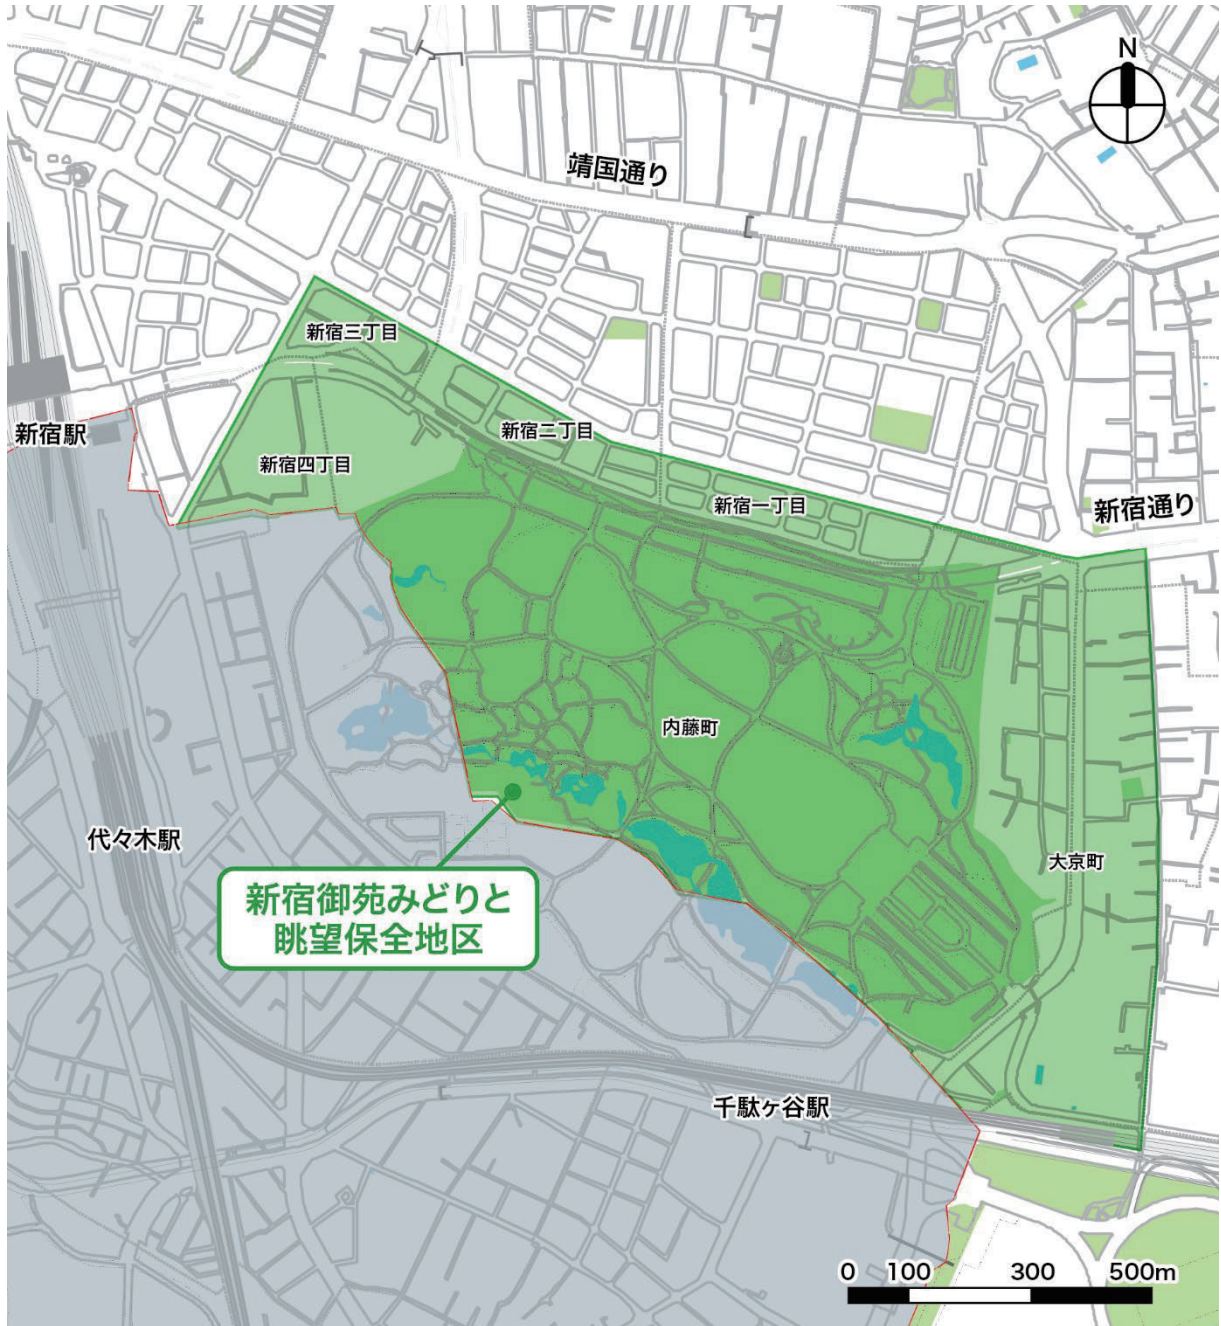 N
靖国通り
新宿三丁目
新宿駅
新宿二丁目
新宿四丁目
新宿一丁目
新宿通り
内藤町
代々木駅
大京町
新宿御苑みどりと
眺望保全地区
千駄ヶ谷駅
0 100 300 500m